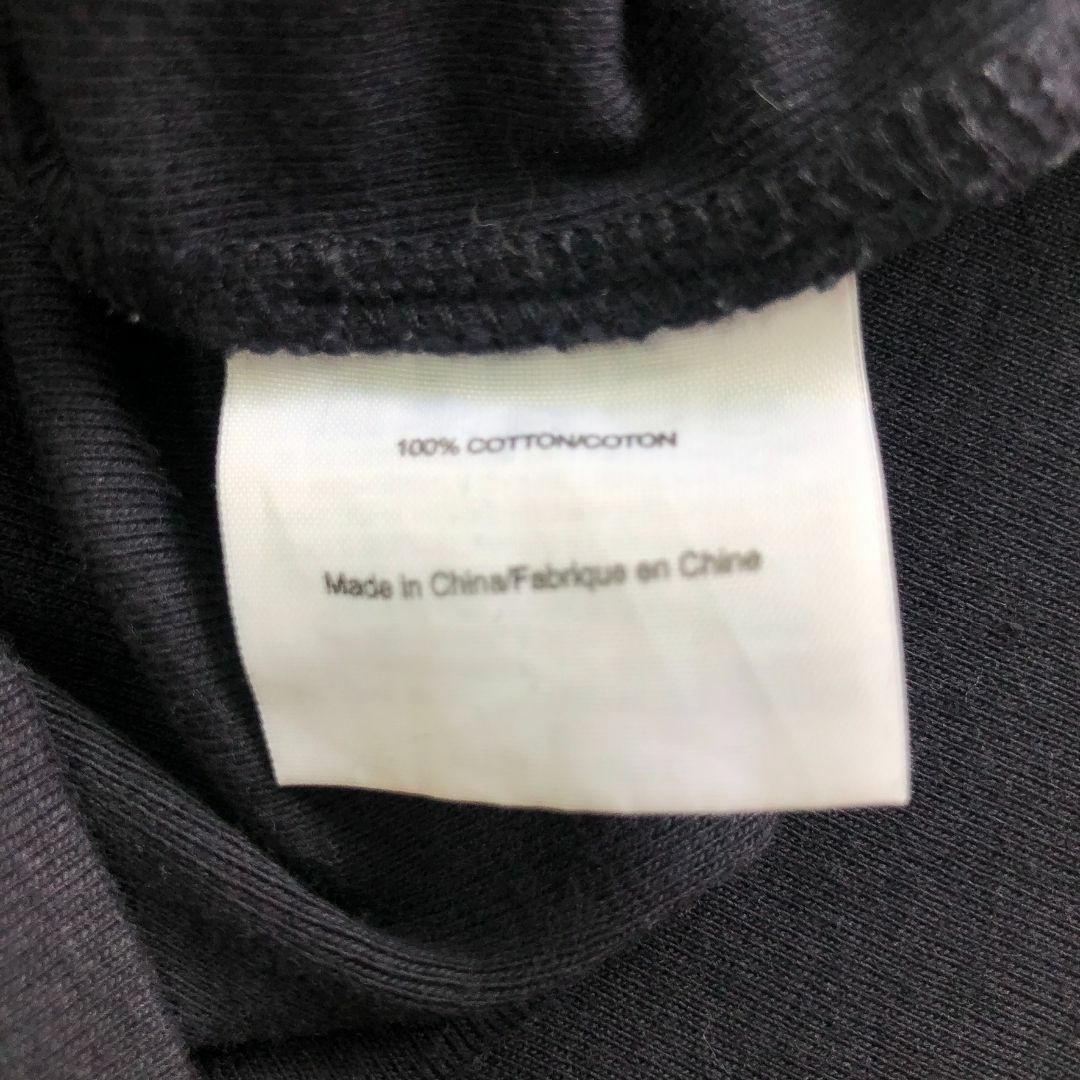 100% COTTON/COTON
Made in China/Fabrique en Chine